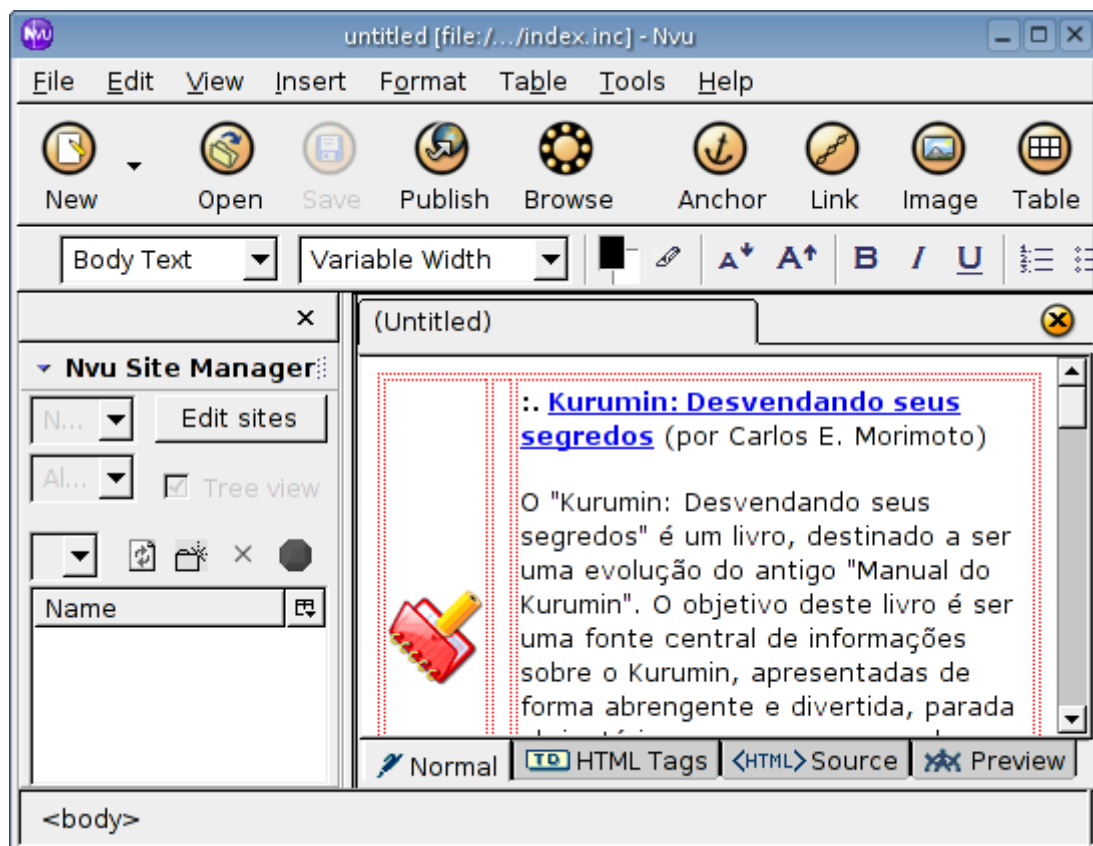 untitled [file:/.../index.inc] - Nvu
File Edit View Insert Format Table Tools Help
New Open Save Publish Browse Anchor Link Image Table
Body Text Variable Width B I U
(Untitled)
Nvu Site Manager
N... Edit sites
Al... Tree view
Name
:. Kurumin: Desvendando seus
segredos (por Carlos E. Morimoto)
O "Kurumin: Desvendando seus
segredos" é um livro, destinado a ser
uma evolução do antigo "Manual do
Kurumin". O objetivo deste livro é ser
uma fonte central de informações
sobre o Kurumin, apresentadas de
forma abrengente e divertida, parada
Normal TD HTML Tags <HTML> Source Preview
<body>